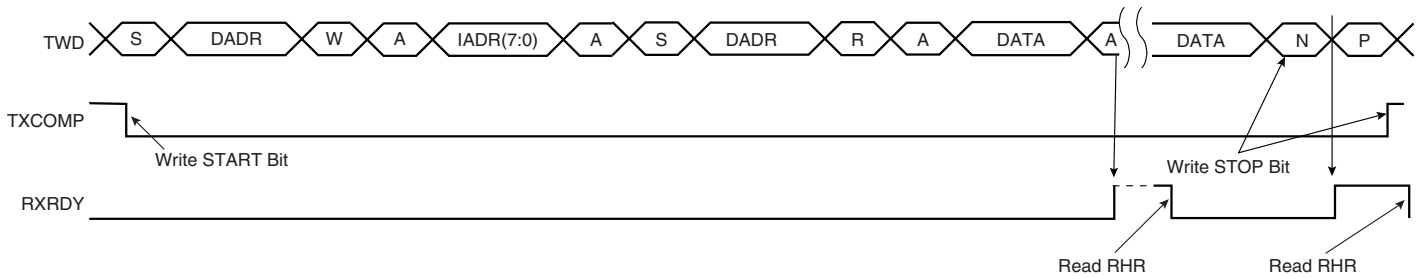 TWD S DADR W A IADR(7:0) A S DADR R A DATA A DATA N P
TXCOMP
Write START Bit
Write STOP Bit
RXRDY
Read RHR
Read RHR